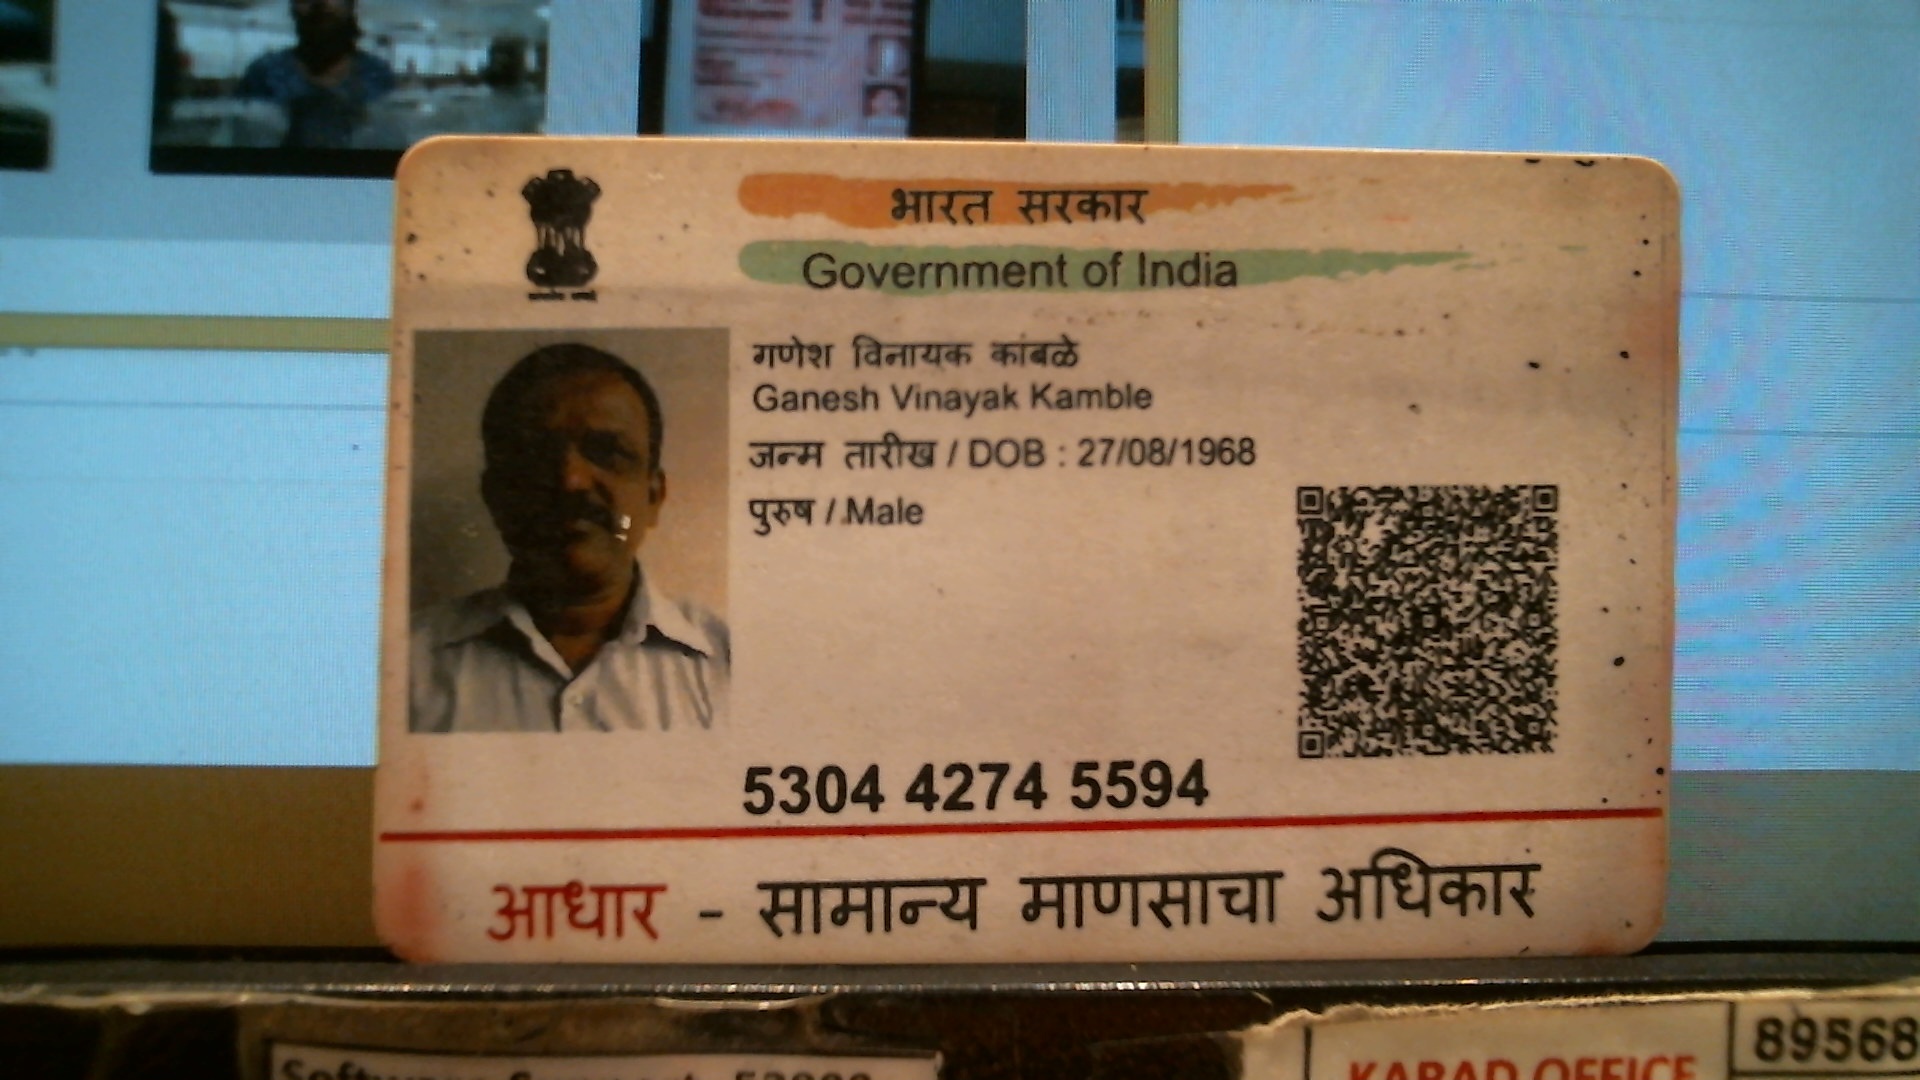 भारत सरकार
Government of India
गणेश विनायक कांबळे
Ganesh Vinayak Kamble
जन्म तारीख / DOB : 27/08/1968
पुरुष / Male
5304 4274 5594
आधार - सामान्य माणसाचा अधिकार
KARAD OFFICE
89568